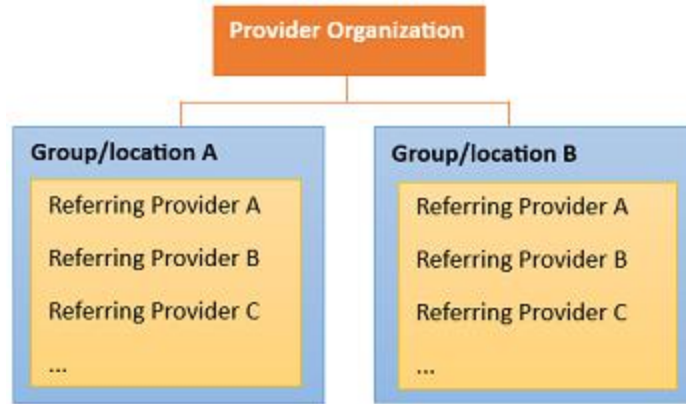 Provider Organization
Group/location A
Referring Provider A
Referring Provider B
Referring Provider C
...
Group/location B
Referring Provider A
Referring Provider B
Referring Provider C
...